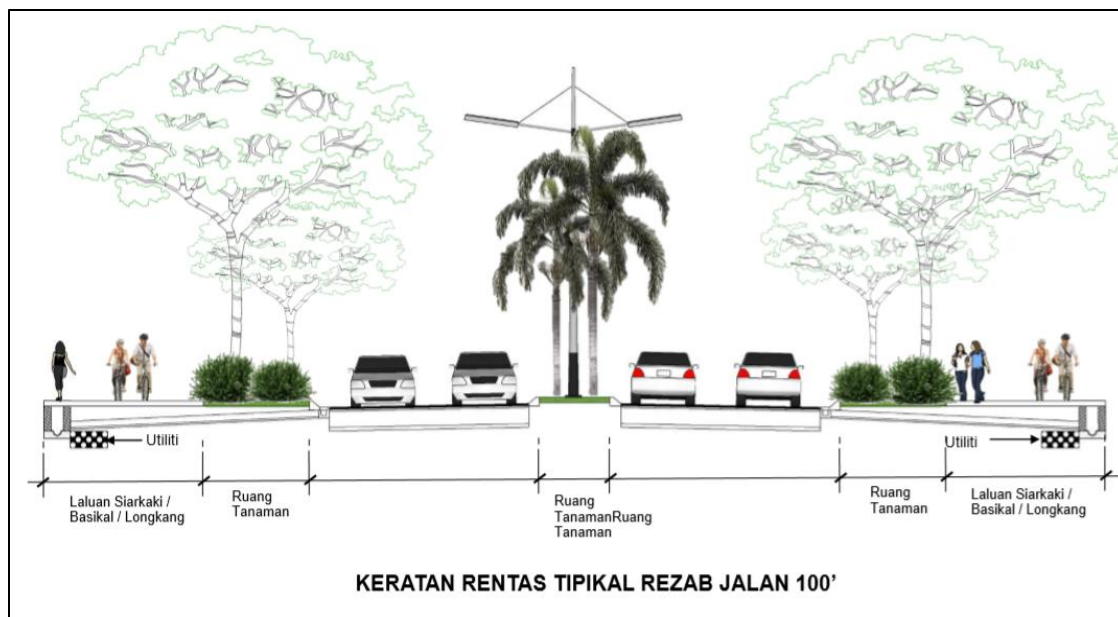 Utiliti
Utiliti
Laluan Siarkaki /
Basikal / Longkang
Ruang
Tanaman
Ruang
TanamanRuang
Tanaman
Ruang
Tanaman
Laluan Siarkaki /
Basikal / Longkang
KERATAN RENTAS TIPIKAL REZAB JALAN 100'